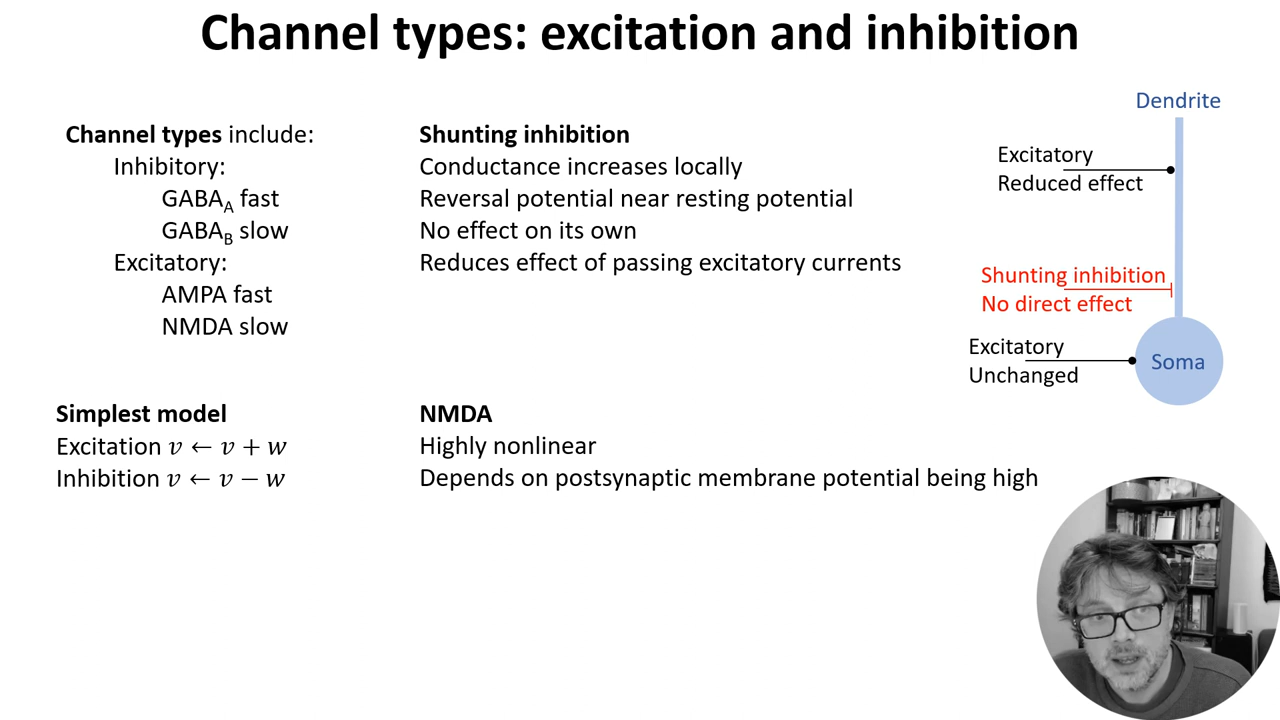 Channel types: excitation and inhibition
Channel types include:
Inhibitory:
GABA_A fast
GABA_B slow
Excitatory:
AMPA fast
NMDA slow
Shunting inhibition
Conductance increases locally
Reversal potential near resting potential
No effect on its own
Reduces effect of passing excitatory currents
Dendrite
Excitatory
Reduced effect
Shunting inhibition
No direct effect
Excitatory
Unchanged
Soma
Simplest model
Excitation v ← v + w
Inhibition v ← v − w
NMDA
Highly nonlinear
Depends on postsynaptic membrane potential being high